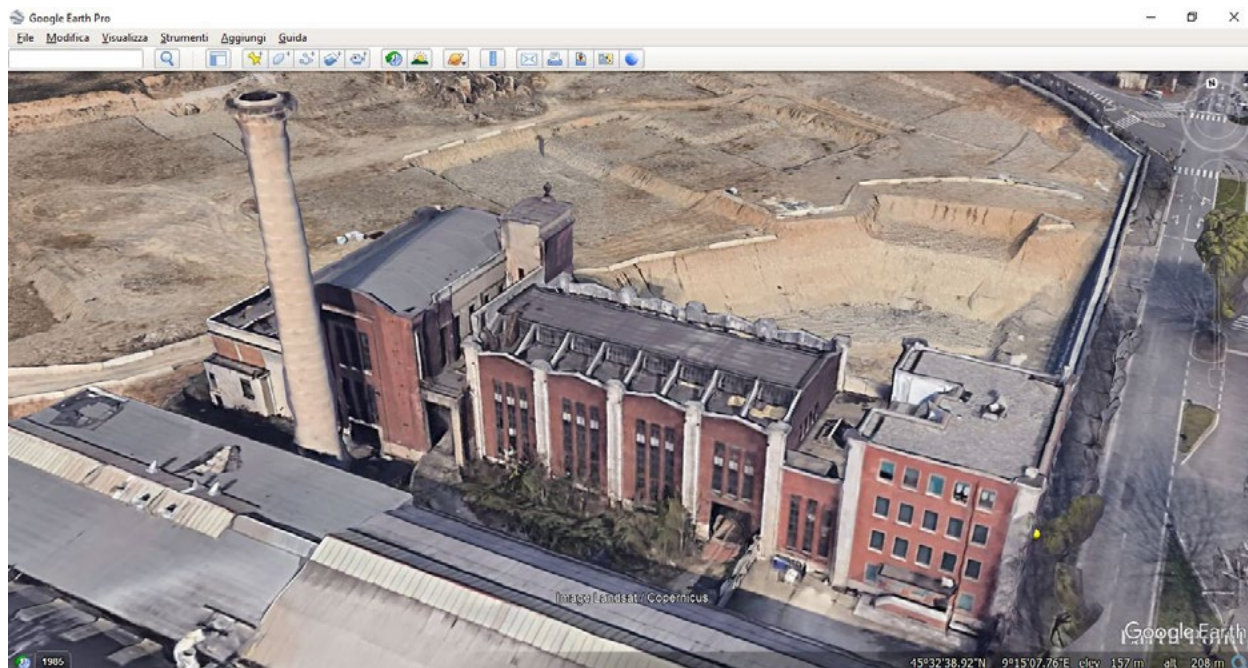 Google Earth Pro
File Modifica Visualizza Strumenti Aggiungi Guida
N
Image Landsat / Copernicus
Google Earth
1985
45°32'38.92"N 9°15'07.76"E elev 157 m alt 208 m